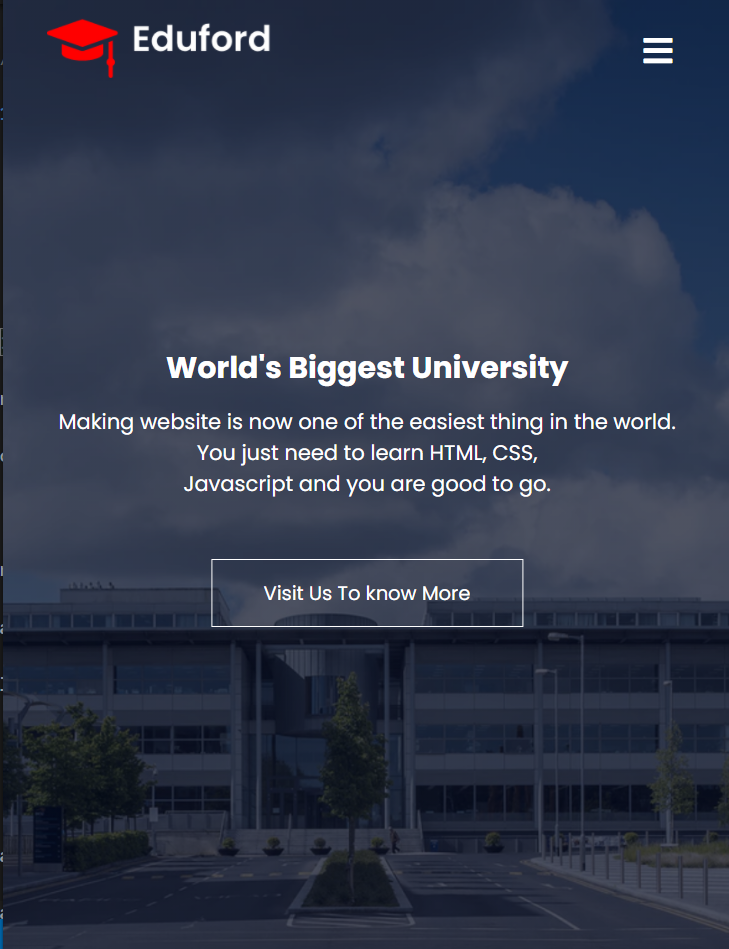 Eduford
World's Biggest University
Making website is now one of the easiest thing in the world.
You just need to learn HTML, CSS,
Javascript and you are good to go.
Visit Us To know More